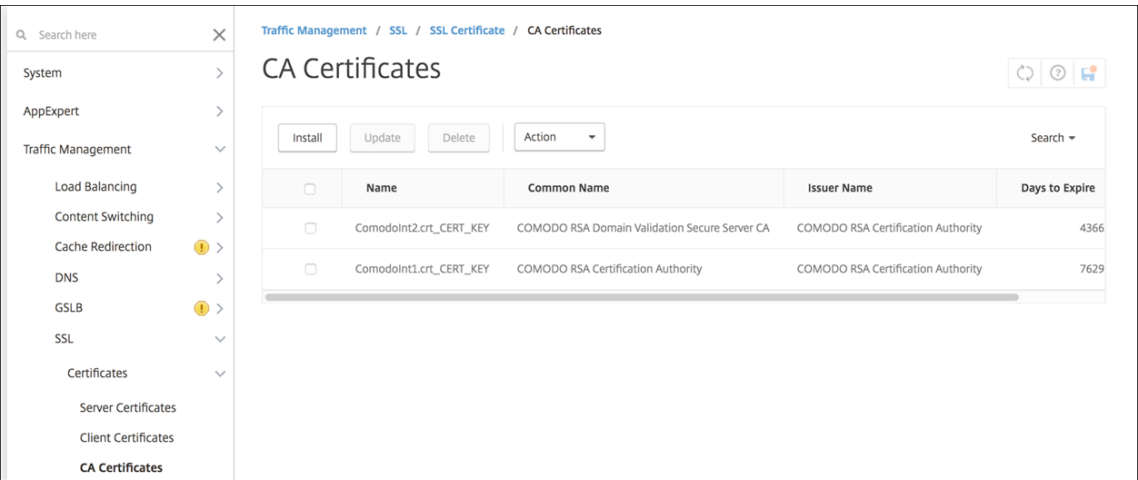 Search here
System
AppExpert
Traffic Management
Load Balancing
Content Switching
Cache Redirection
DNS
GSLB
SSL
Certificates
Server Certificates
Client Certificates
CA Certificates
Traffic Management / SSL / SSL Certificate / CA Certificates
CA Certificates
Install Update Delete Action Search
Name Common Name Issuer Name Days to Expire
ComodoInt2.crt_CERT_KEY COMODO RSA Domain Validation Secure Server CA COMODO RSA Certification Authority 4366
ComodoInt1.crt_CERT_KEY COMODO RSA Certification Authority COMODO RSA Certification Authority 7629